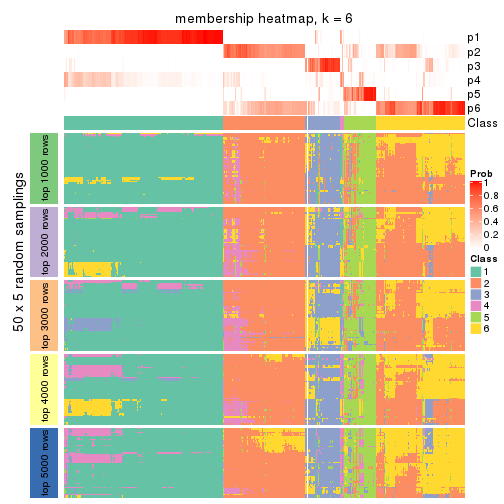 membership heatmap, k = 6
p1
p2
p3
p4
p5
p6
Class
50 x 5 random samplings
top 1000 rows
top 2000 rows
top 3000 rows
top 4000 rows
top 5000 rows
Prob
1
0.8
0.6
0.4
0.2
0
Class
1
2
3
4
5
6